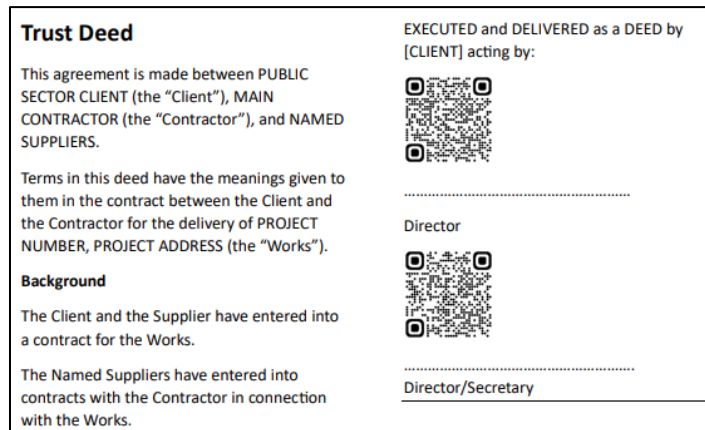 Trust Deed
This agreement is made between PUBLIC
SECTOR CLIENT (the “Client”), MAIN
CONTRACTOR (the “Contractor”), and NAMED
SUPPLIERS.
Terms in this deed have the meanings given to
them in the contract between the Client and
the Contractor for the delivery of PROJECT
NUMBER, PROJECT ADDRESS (the “Works”).
Background
The Client and the Supplier have entered into
a contract for the Works.
The Named Suppliers have entered into
contracts with the Contractor in connection
with the Works.
EXECUTED and DELIVERED as a DEED by
[CLIENT] acting by:
……………………………………………….
Director
……………………………………………….
Director/Secretary